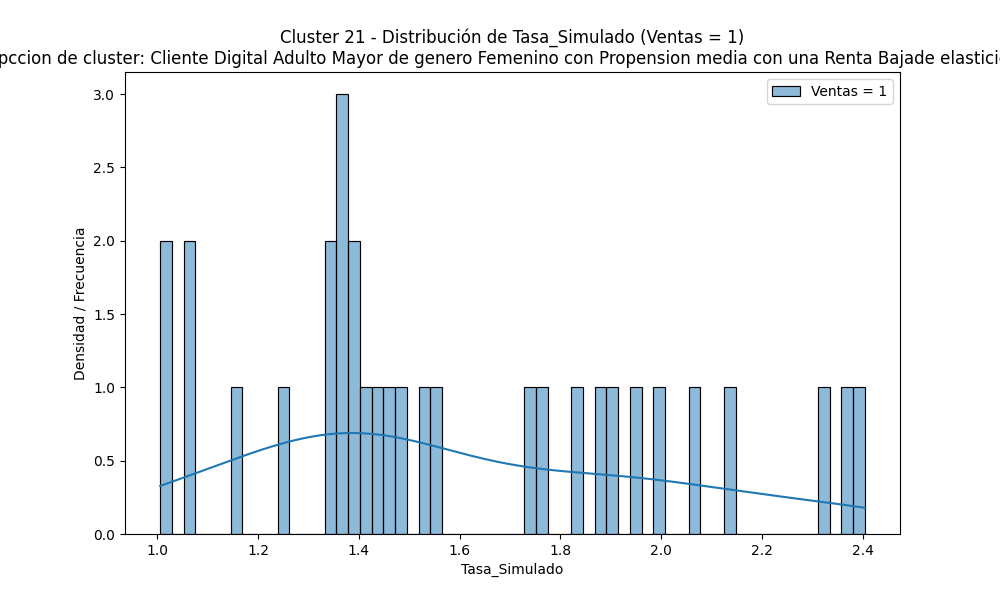 Cluster 21 - Distribución de Tasa_Simulado (Ventas = 1)
pccion de cluster: Cliente Digital Adulto Mayor de genero Femenino con Propension media con una Renta Bajade elastici
Ventas = 1
Densidad / Frecuencia
3.0
2.5
2.0
1.5
1.0
0.5
0.0
1.0 1.2 1.4 1.6 1.8 2.0 2.2 2.4
Tasa_Simulado